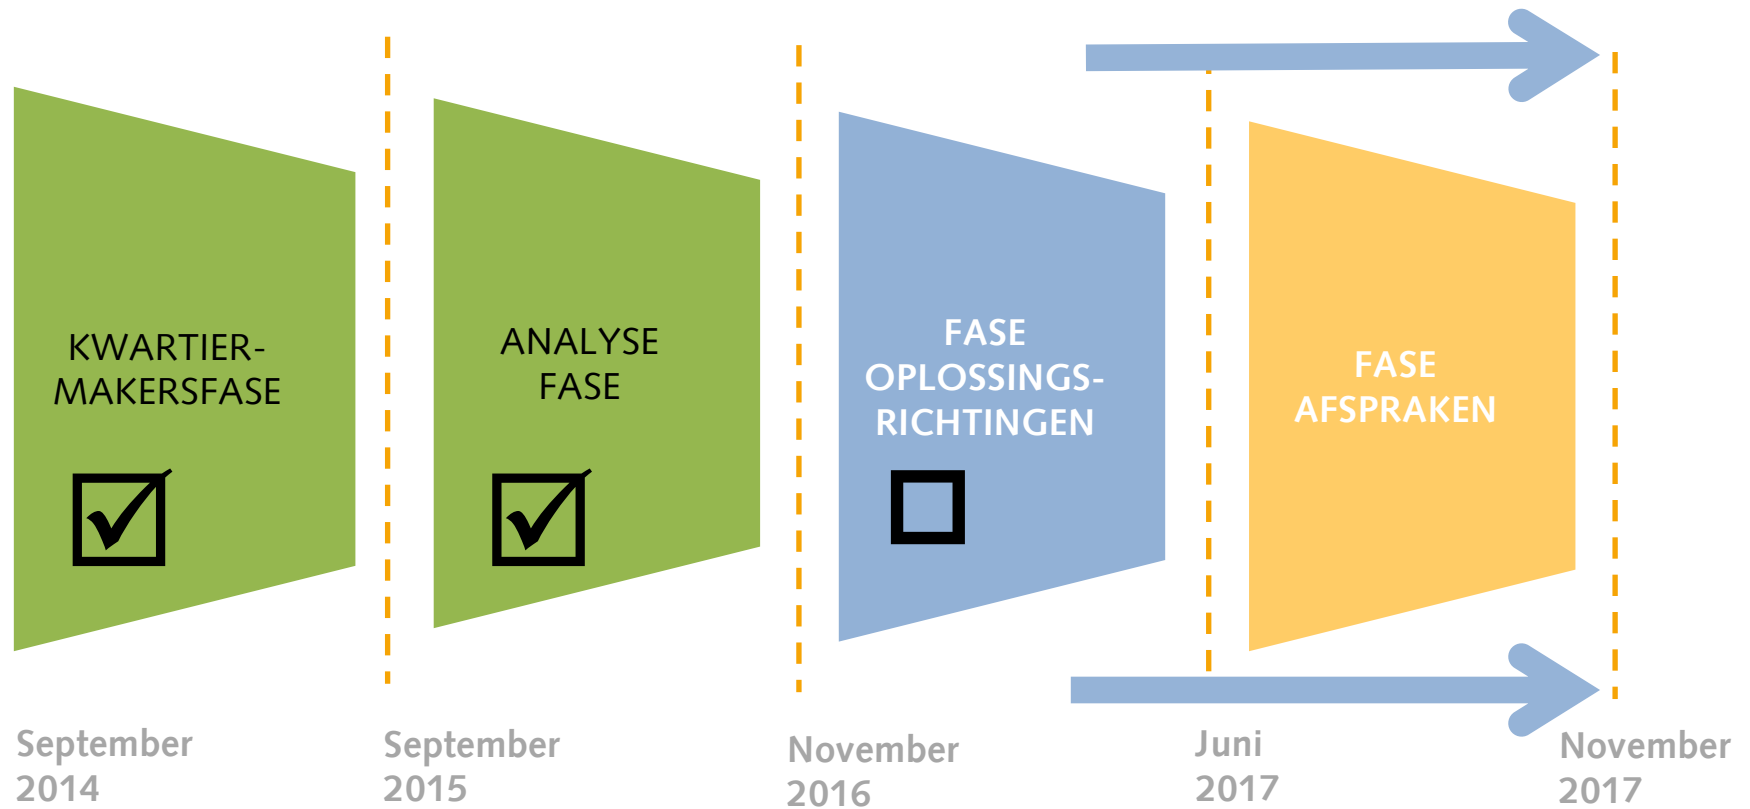 KWARTIER-
MAKERSFASE
ANALYSE
FASE
FASE
OPLOSSINGS-
RICHTINGEN
FASE
AFSPRAKEN
September
2014
September
2015
November
2016
Juni
2017
November
2017